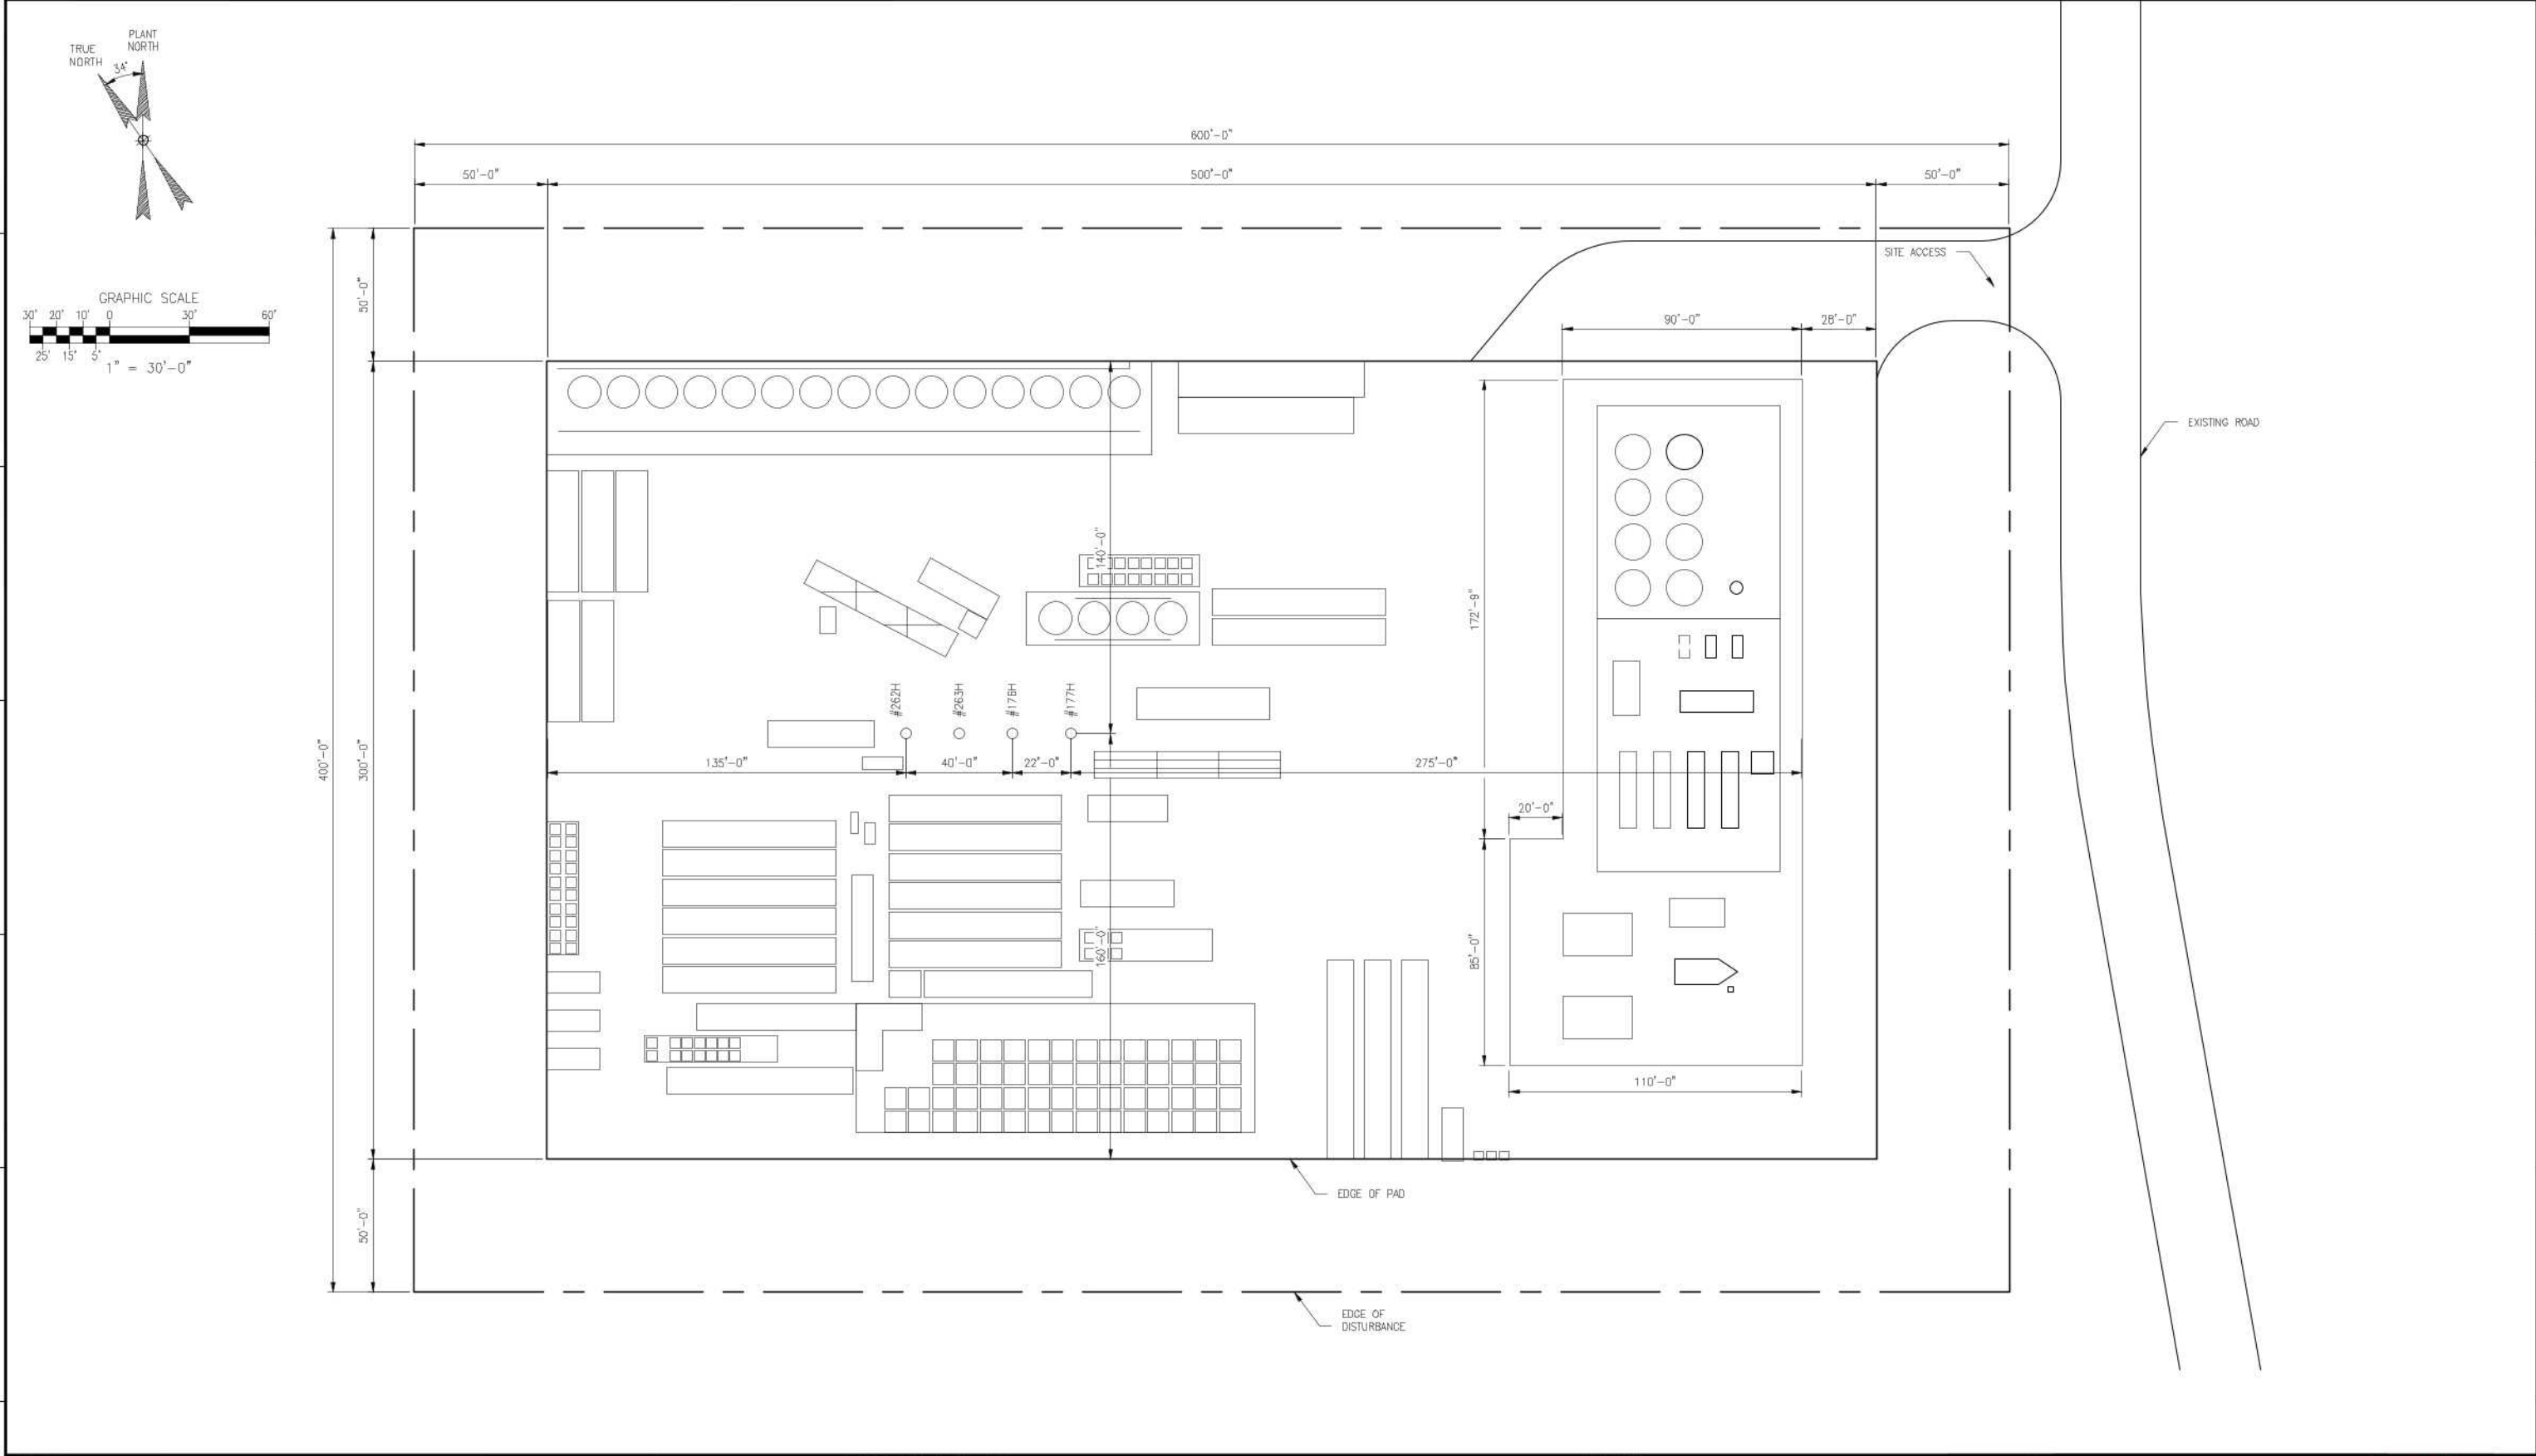 PLANT
NORTH
TRUE
NORTH
34°
600'-0"
50'-0"
500'-0"
50'-0"
SITE ACCESS
GRAPHIC SCALE
30' 20' 10' 0 30' 60'
25' 15' 5'
1" = 30'-0"
50'-0"
90'-0"
28'-0"
EXISTING ROAD
140'-0"
172'-9"
#262H
#263H
#178H
#177H
400'-0"
300'-0"
135'-0"
40'-0"
22'-0"
275'-0"
20'-0"
160'-0"
85'-0"
110'-0"
EDGE OF PAD
50'-0"
EDGE OF
DISTURBANCE